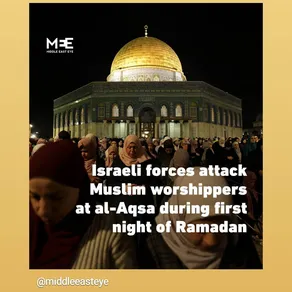 MEE
MIDDLE EAST EYE
Israeli forces attack
Muslim worshippers
at al-Aqsa during first
night of Ramadan
@middleeasteye